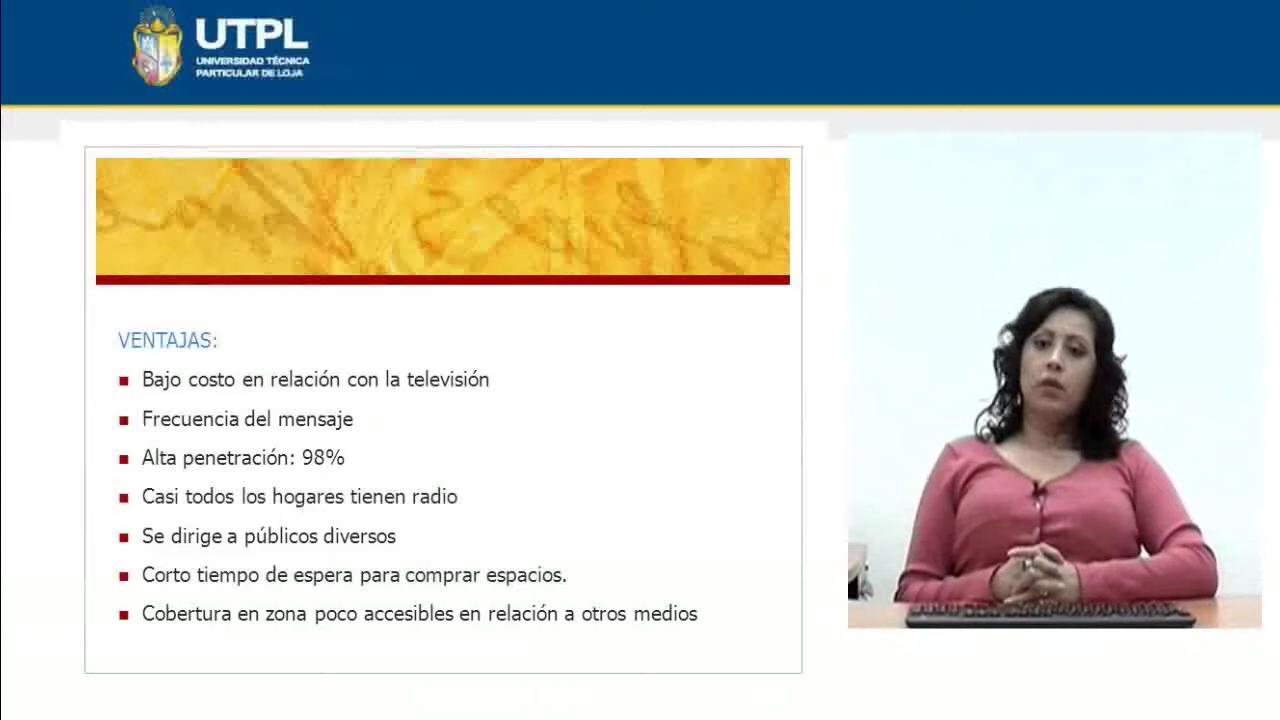 UTPL
UNIVERSIDAD TÉCNICA
PARTICULAR DE LOJA
VENTAJAS:
Bajo costo en relación con la televisión
Frecuencia del mensaje
Alta penetración: 98%
Casi todos los hogares tienen radio
Se dirige a públicos diversos
Corto tiempo de espera para comprar espacios.
Cobertura en zona poco accesibles en relación a otros medios